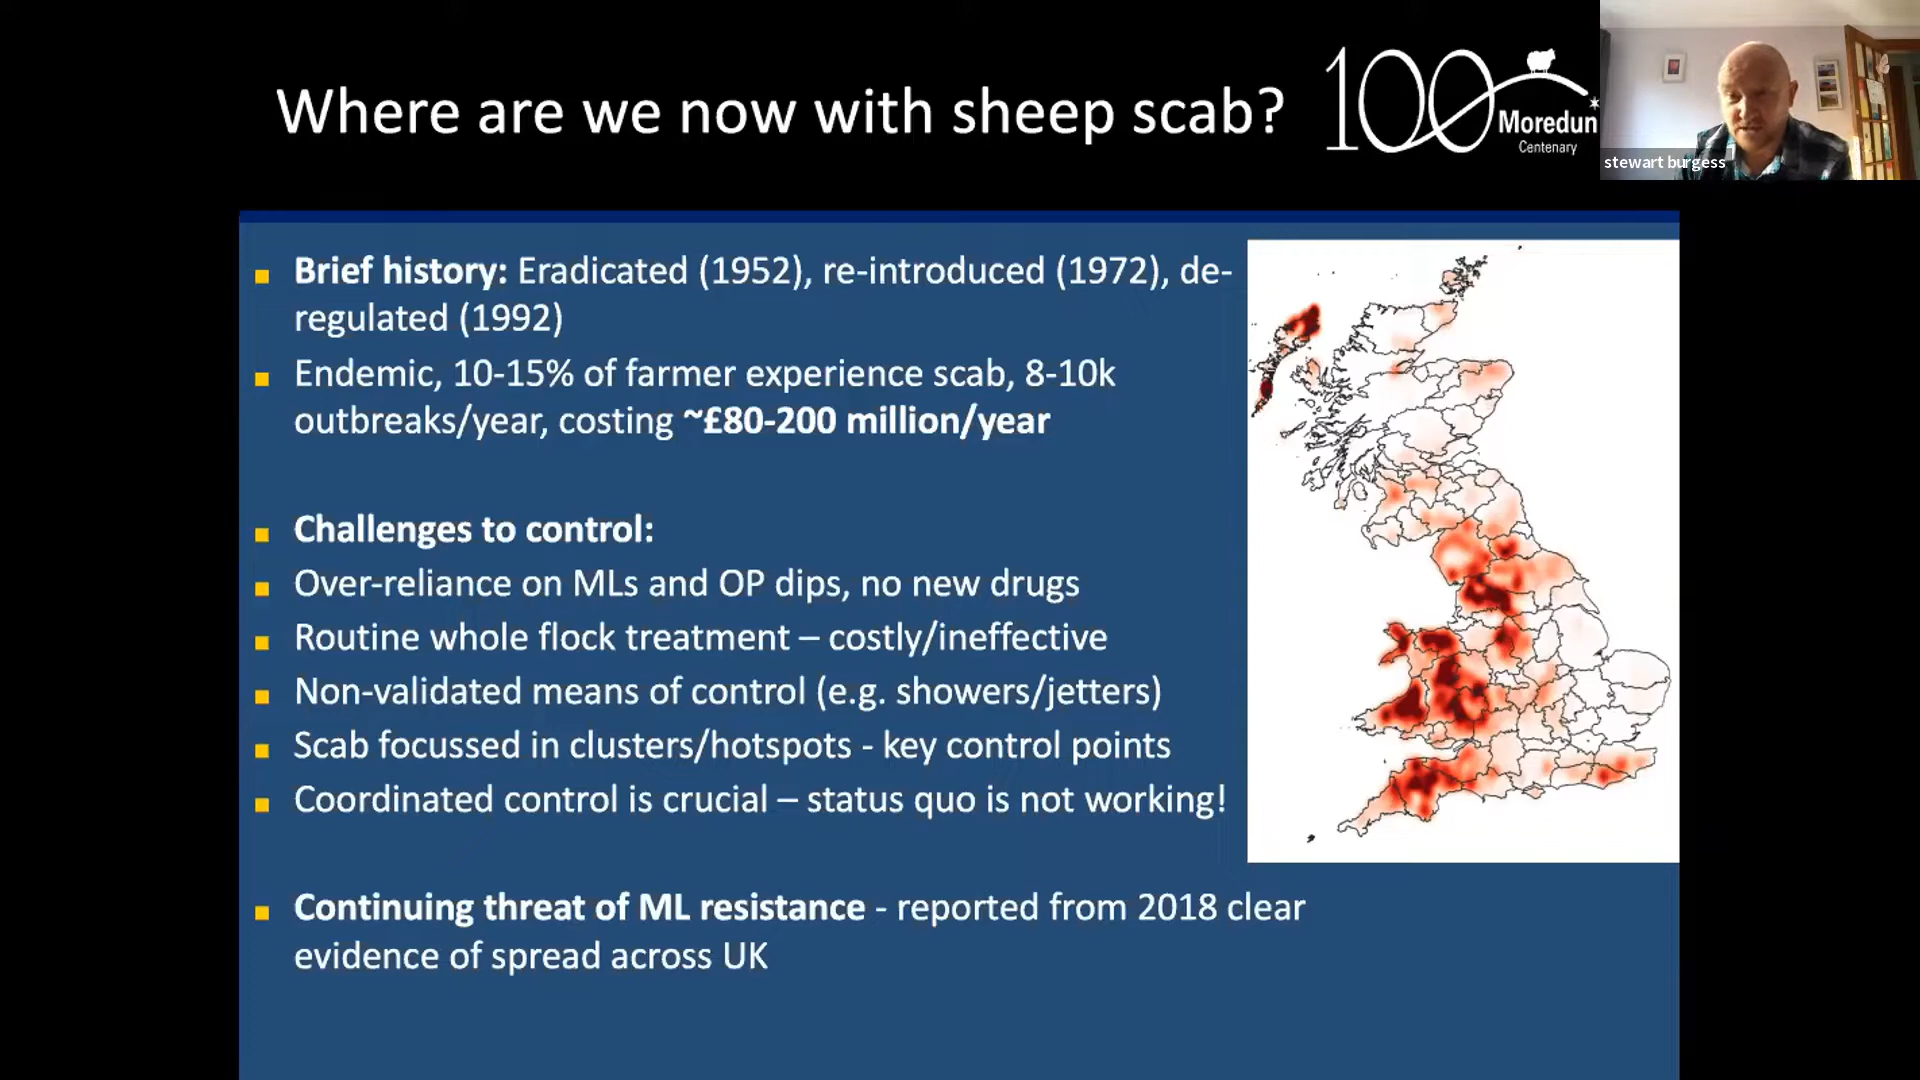 Where are we now with sheep scab?
100
Moredun
Centenary
stewart burgess
Brief history: Eradicated (1952), re-introduced (1972), de-
regulated (1992)
Endemic, 10-15% of farmer experience scab, 8-10k
outbreaks/year, costing ~£80-200 million/year
Challenges to control:
Over-reliance on MLs and OP dips, no new drugs
Routine whole flock treatment – costly/ineffective
Non-validated means of control (e.g. showers/jetters)
Scab focussed in clusters/hotspots - key control points
Coordinated control is crucial – status quo is not working!
Continuing threat of ML resistance - reported from 2018 clear
evidence of spread across UK